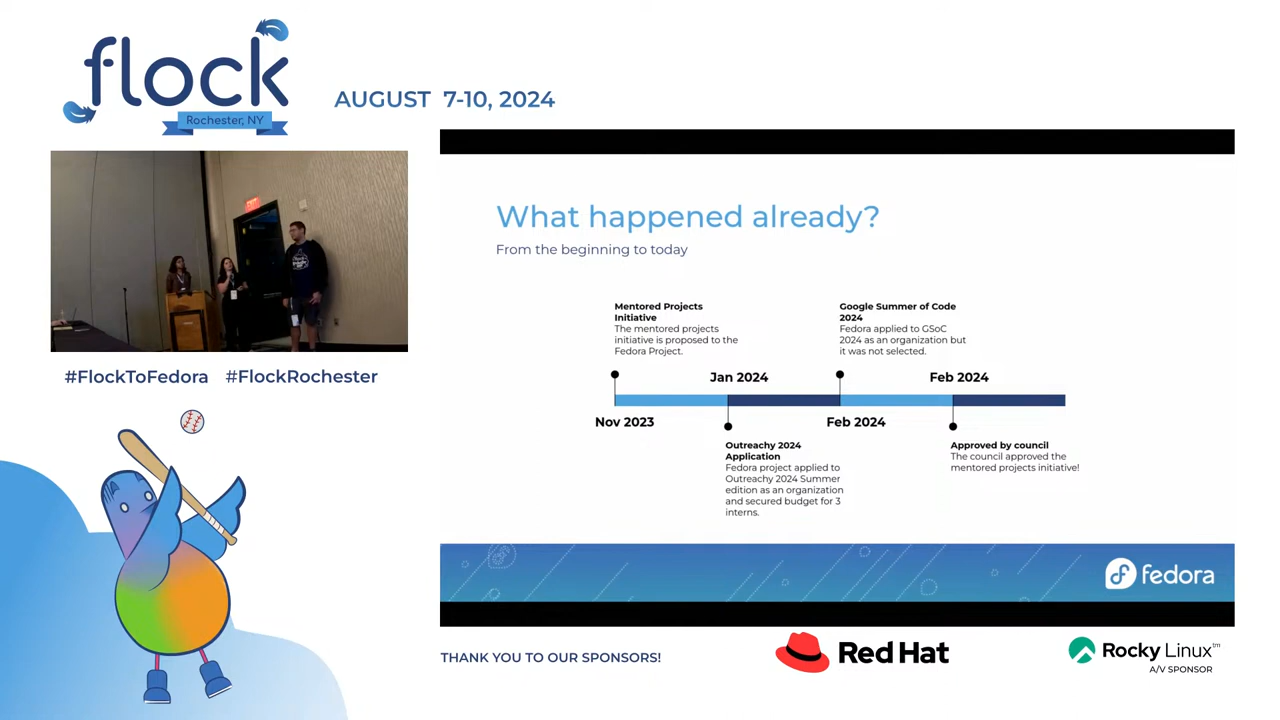 flock
Rochester, NY
AUGUST 7-10, 2024
#FlockToFedora #FlockRochester
What happened already?
From the beginning to today
Mentored Projects
Initiative
The mentored projects
initiative is proposed to the
Fedora Project.
Google Summer of Code
2024
Fedora applied to GSoC
2024 as an organization but
it was not selected.
Jan 2024
Feb 2024
Nov 2023
Feb 2024
Outreachy 2024
Application
Fedora project applied to
Outreachy 2024 Summer
edition as an organization
and secured budget for 3
interns.
Approved by council
The council approved the
mentored projects initiative!
fedora
THANK YOU TO OUR SPONSORS!
Red Hat
Rocky Linux™
A/V SPONSOR